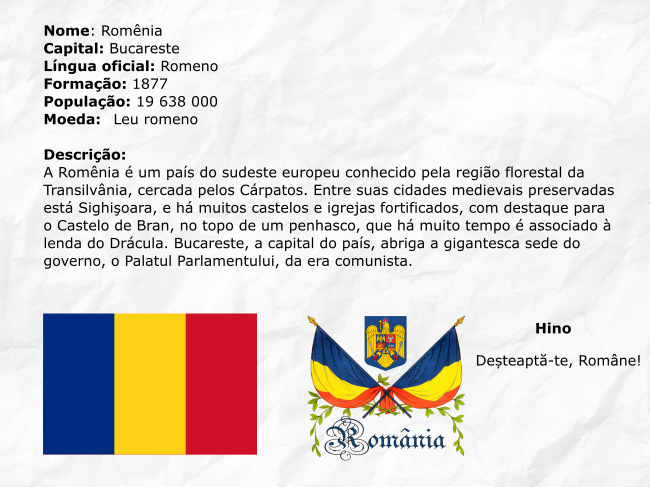 Nome: Romênia
Capital: Bucareste
Língua oficial: Romeno
Formação: 1877
População: 19 638 000
Moeda: Leu romeno
Descrição:
A Romênia é um país do sudeste europeu conhecido pela região florestal da
Transilvânia, cercada pelos Cárpatos. Entre suas cidades medievais preservadas
está Sighișoara, e há muitos castelos e igrejas fortificados, com destaque para
o Castelo de Bran, no topo de um penhasco, que há muito tempo é associado à
lenda do Drácula. Bucareste, a capital do país, abriga a gigantesca sede do
governo, o Palatul Parlamentului, da era comunista.
Hino
Deșteaptă-te, Române!
România